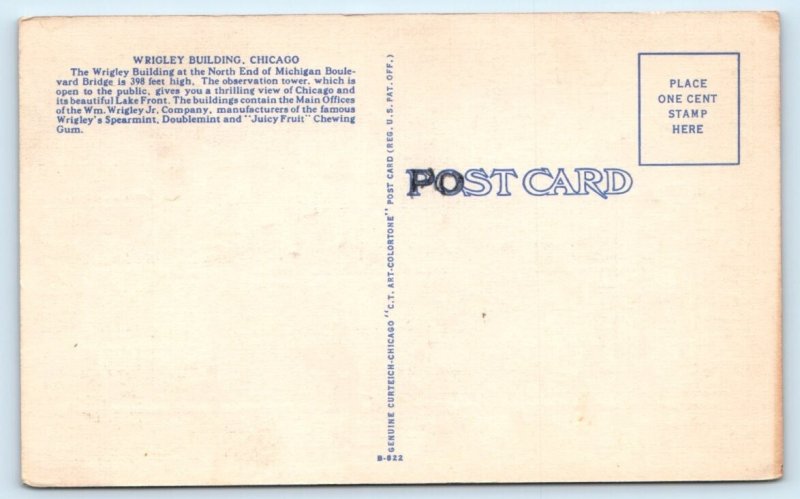 WRIGLEY BUILDING, CHICAGO
The Wrigley Building at the North End of Michigan Boule-
vard Bridge is 398 feet high. The observation tower, which is
open to the public, gives you a thrilling view of Chicago and
its beautiful Lake Front. The buildings contain the Main Offices
of the Wm. Wrigley Jr. Company, manufacturers of the famous
Wrigley's Spearmint, Doublemint and "Juicy Fruit" Chewing
Gum.
GENUINE CURTEICH-CHICAGO "C.T. ART-COLORTONE" POST CARD (REG. U.S. PAT. OFF.)
B-622
POST CARD
PLACE
ONE CENT
STAMP
HERE